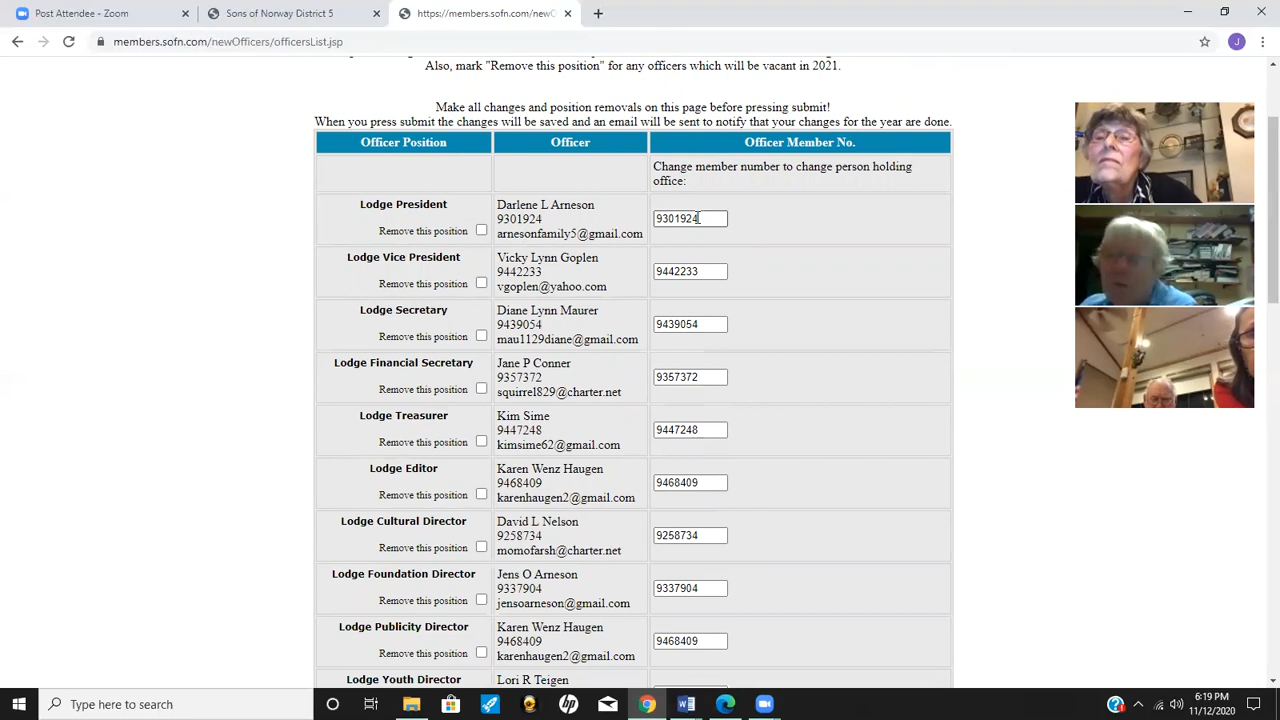 Post Attendee - Zoom
Sons of Norway District 5
https://members.sofn.com/newO
members.sofn.com/newOfficers/officersList.jsp
J
Also, mark "Remove this position" for any officers which will be vacant in 2021.
Make all changes and position removals on this page before pressing submit!
When you press submit the changes will be saved and an email will be sent to notify that your changes for the year are done.
Officer Position Officer Officer Member No.
Change member number to change person holding
office:
Lodge President
Remove this position
Darlene L Arneson
9301924
arnesonfamily5@gmail.com
9301924
Lodge Vice President
Remove this position
Vicky Lynn Goplen
9442233
vgoplen@yahoo.com
9442233
Lodge Secretary
Remove this position
Diane Lynn Maurer
9439054
mau1129diane@gmail.com
9439054
Lodge Financial Secretary
Remove this position
Jane P Conner
9357372
squirrel829@charter.net
9357372
Lodge Treasurer
Remove this position
Kim Sime
9447248
kimsime62@gmail.com
9447248
Lodge Editor
Remove this position
Karen Wenz Haugen
9468409
karenhaugen2@gmail.com
9468409
Lodge Cultural Director
Remove this position
David L Nelson
9258734
momofarsh@charter.net
9258734
Lodge Foundation Director
Remove this position
Jens O Arneson
9337904
jensoarneson@gmail.com
9337904
Lodge Publicity Director
Remove this position
Karen Wenz Haugen
9468409
karenhaugen2@gmail.com
9468409
Lodge Youth Director
Lori R Teigen
Type here to search
6:19 PM
11/12/2020